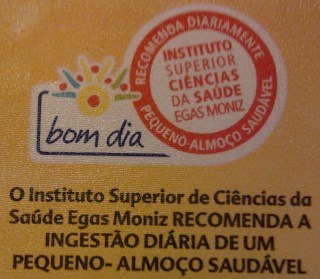 RECOMENDA DIARIAMENTE
INSTITUTO
SUPERIOR
CIÊNCIAS
DA SAÚDE
EGAS MONIZ
PEQUENO-ALMOÇO SAUDÁVEL
bom dia
O Instituto Superior de Ciências da
Saúde Egas Moniz RECOMENDA A
INGESTÃO DIÁRIA DE UM
PEQUENO- ALMOÇO SAUDÁVEL